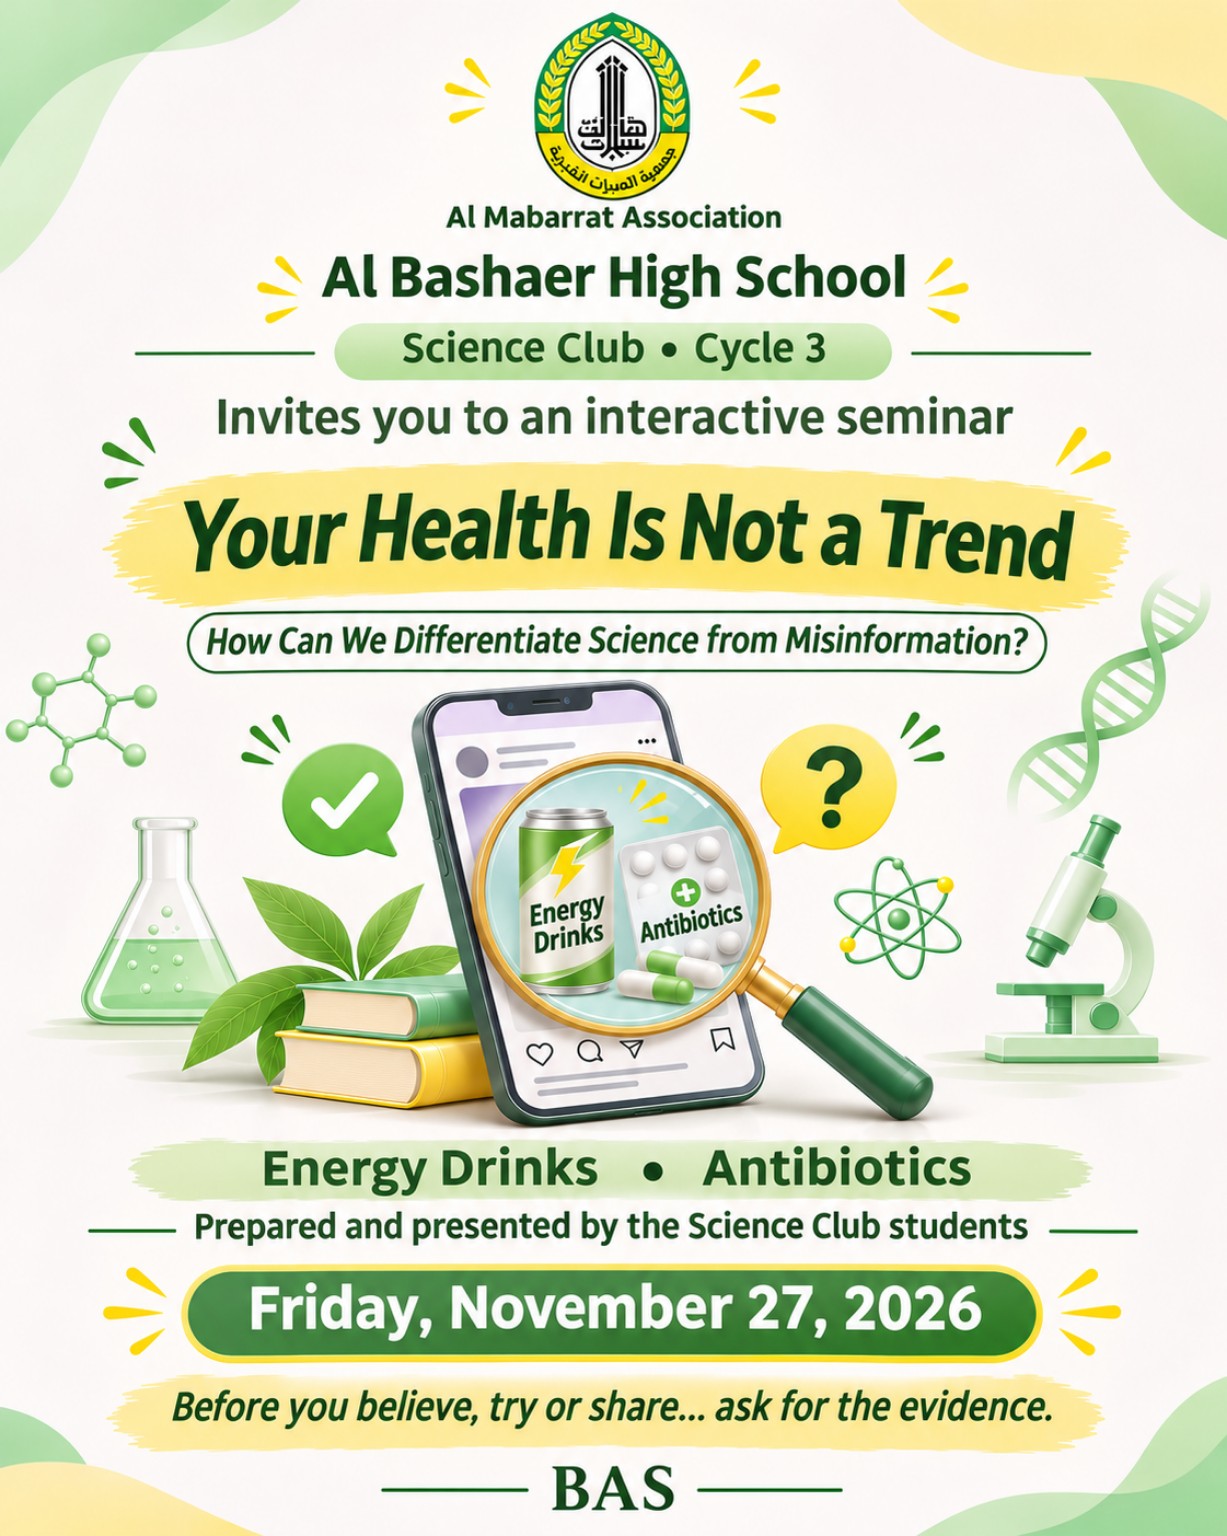 جمعية المبرات الخيرية
Al Mabarrat Association
Al Bashaer High School
Science Club • Cycle 3
Invites you to an interactive seminar
Your Health Is Not a Trend
How Can We Differentiate Science from Misinformation?
Energy
Drinks
Antibiotics
Energy Drinks • Antibiotics
Prepared and presented by the Science Club students
Friday, November 27, 2026
Before you believe, try or share... ask for the evidence.
BAS